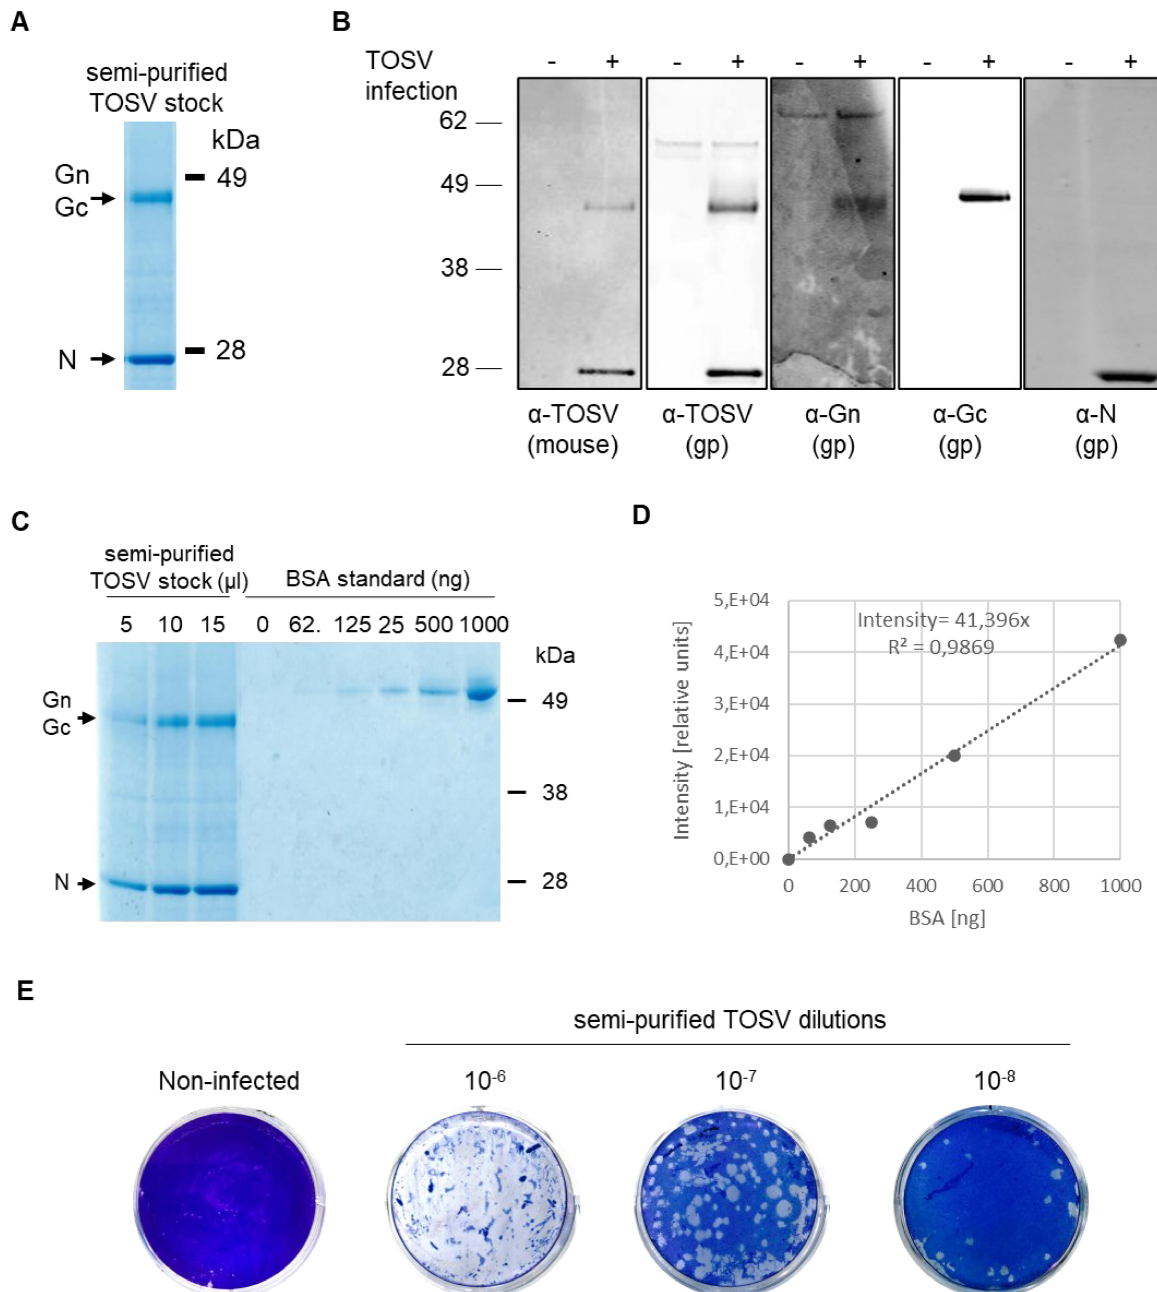 A
semi-purified
TOSV stock
kDa
Gn
Gc
49
N
28
B
TOSV
infection
- + - + - + - + - +
62
49
38
28
α-TOSV
(mouse)
α-TOSV
(gp)
α-Gn
(gp)
α-Gc
(gp)
α-N
(gp)
C
semi-purified
TOSV stock (µl)
BSA standard (ng)
5 10 15 0 62. 125 25 500 1000
kDa
Gn
Gc
49
38
N
28
D
Intensity= 41,396x
R² = 0,9869
Intensity [relative units]
5,E+04
4,E+04
3,E+04
2,E+04
1,E+04
0,E+00
0 200 400 600 800 1000
BSA [ng]
E
semi-purified TOSV dilutions
Non-infected 10⁻⁶ 10⁻⁷ 10⁻⁸